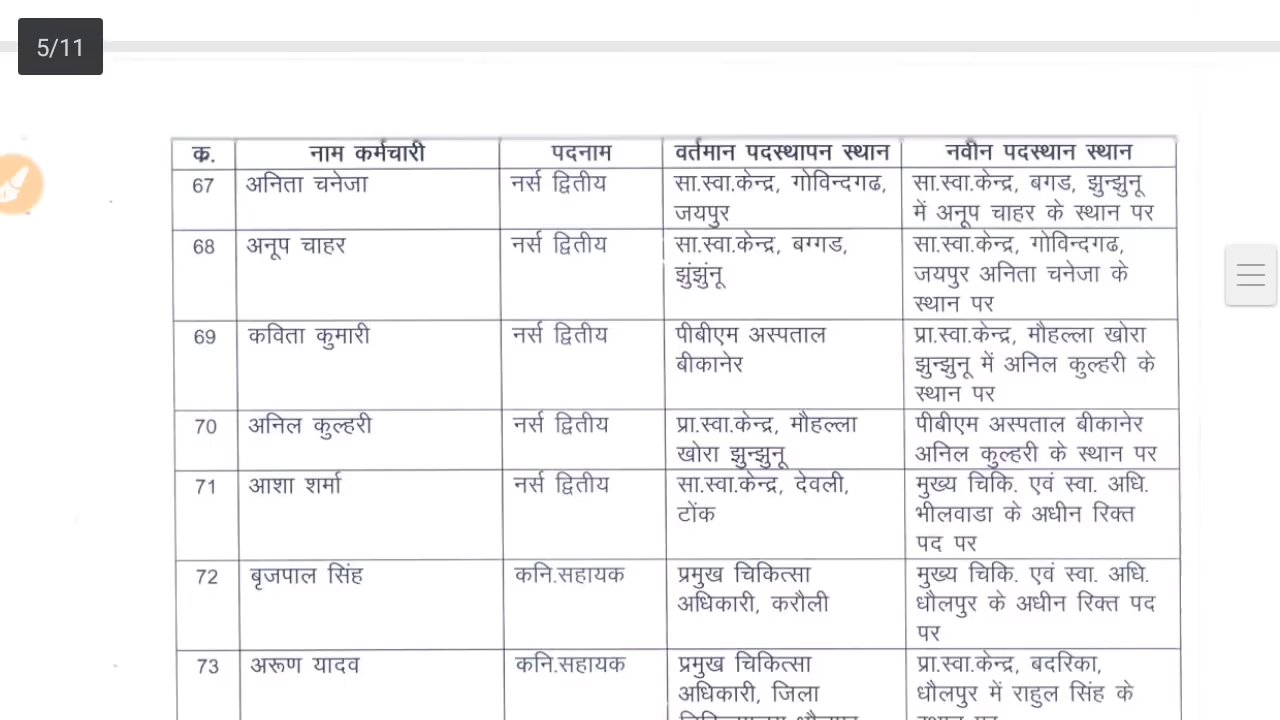 5/11
क्र. नाम कर्मचारी पदनाम वर्तमान पदस्थापन स्थान नवीन पदस्थान स्थान
67 अनिता चनेजा नर्स द्वितीय सा.स्वा.केन्द्र, गोविन्दगढ, सा.स्वा.केन्द्र, बगड, झुन्झुनू
जयपुर में अनूप चाहर के स्थान पर
68 अनूप चाहर नर्स द्वितीय सा.स्वा.केन्द्र, बग्गड, सा.स्वा.केन्द्र, गोविन्दगढ,
झुंझुंनू जयपुर अनिता चनेजा के
स्थान पर
69 कविता कुमारी नर्स द्वितीय पीबीएम अस्पताल प्रा.स्वा.केन्द्र, मौहल्ला खोरा
बीकानेर झुन्झुनू में अनिल कुल्हरी के
स्थान पर
70 अनिल कुल्हरी नर्स द्वितीय प्रा.स्वा.केन्द्र, मौहल्ला पीबीएम अस्पताल बीकानेर
खोरा झुन्झुनू अनिल कुल्हरी के स्थान पर
71 आशा शर्मा नर्स द्वितीय सा.स्वा.केन्द्र, देवली, मुख्य चिकि. एवं स्वा. अधि.
टोंक भीलवाडा के अधीन रिक्त
पद पर
72 बृजपाल सिंह कनि.सहायक प्रमुख चिकित्सा मुख्य चिकि. एवं स्वा. अधि.
अधिकारी, करौली धौलपुर के अधीन रिक्त पद
पर
73 अरूण यादव कनि.सहायक प्रमुख चिकित्सा प्रा.स्वा.केन्द्र, बदरिका,
अधिकारी, जिला धौलपुर में राहुल सिंह के